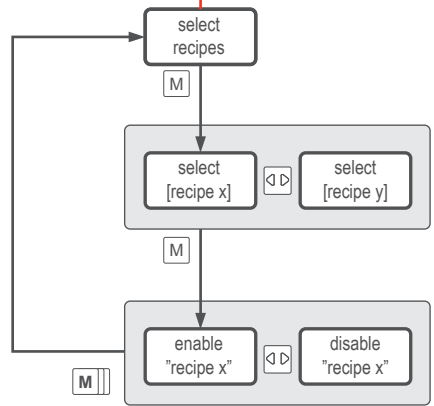 select
recipes
M
select
[recipe x]
select
[recipe y]
M
enable
"recipe x"
disable
"recipe x"
M